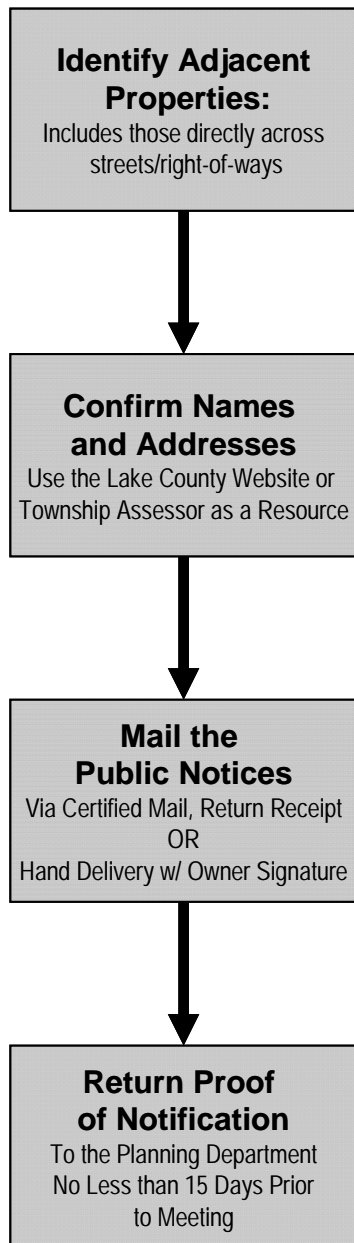 Identify Adjacent
Properties:
Includes those directly across
streets/right-of-ways
Confirm Names
and Addresses
Use the Lake County Website or
Township Assessor as a Resource
Mail the
Public Notices
Via Certified Mail, Return Receipt
OR
Hand Delivery w/ Owner Signature
Return Proof
of Notification
To the Planning Department
No Less than 15 Days Prior
to Meeting